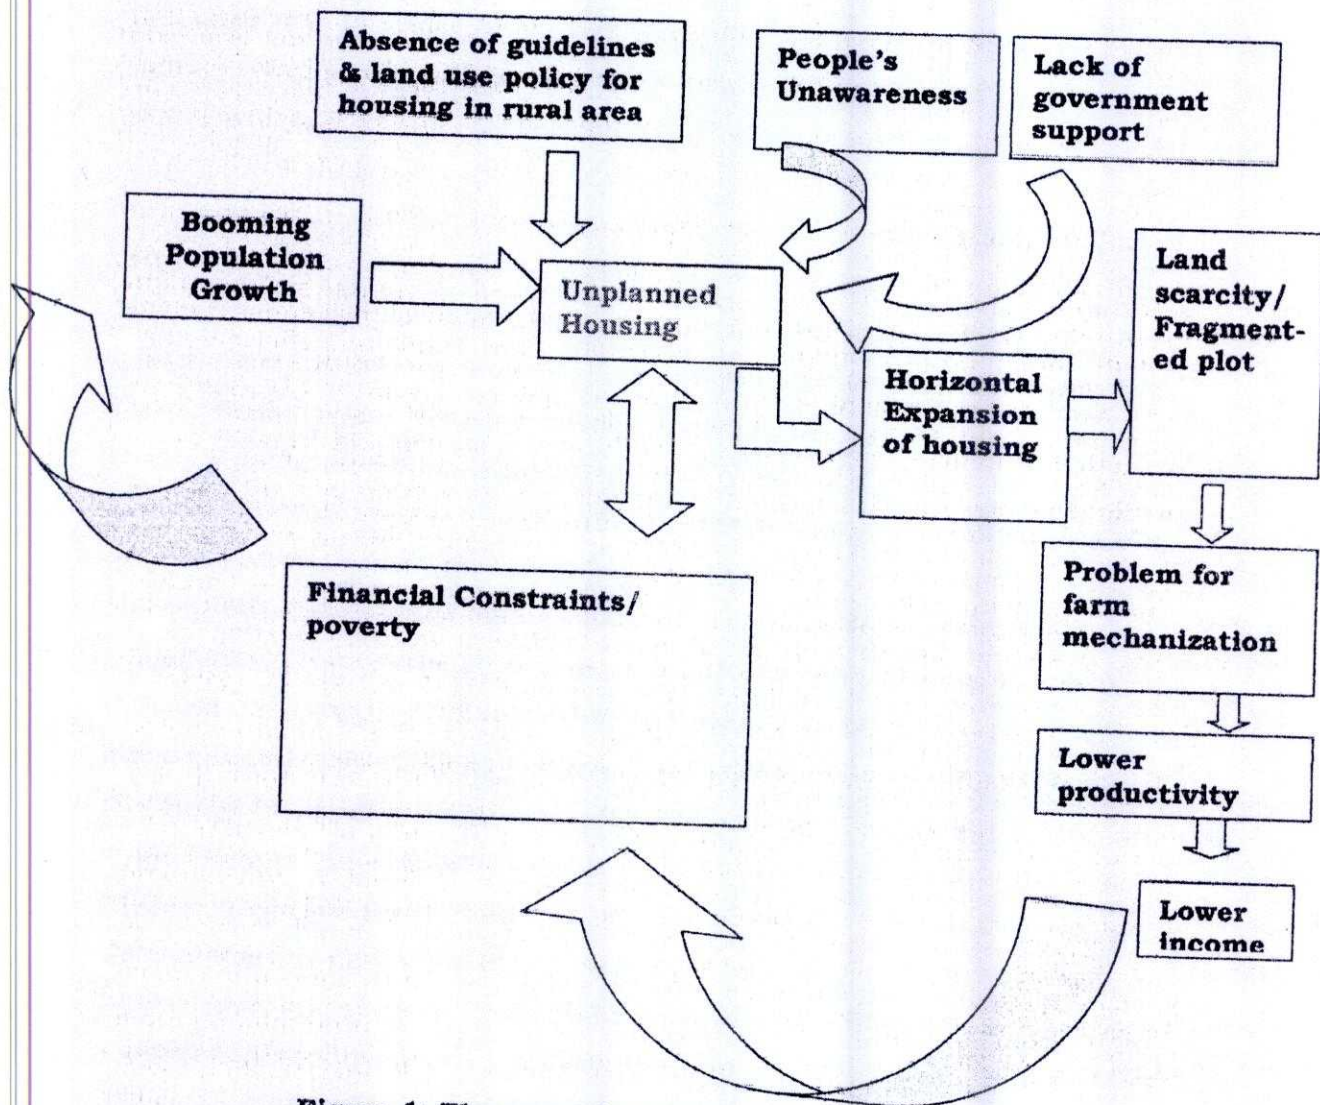 Absence of guidelines
& land use policy for
housing in rural area
People's
Unawareness
Lack of
government
support
Booming
Population
Growth
Unplanned
Housing
Land
scarcity/
Fragment-
ed plot
Horizontal
Expansion
of housing
Financial Constraints/
poverty
Problem for
farm
mechanization
Lower
productivity
Lower
income